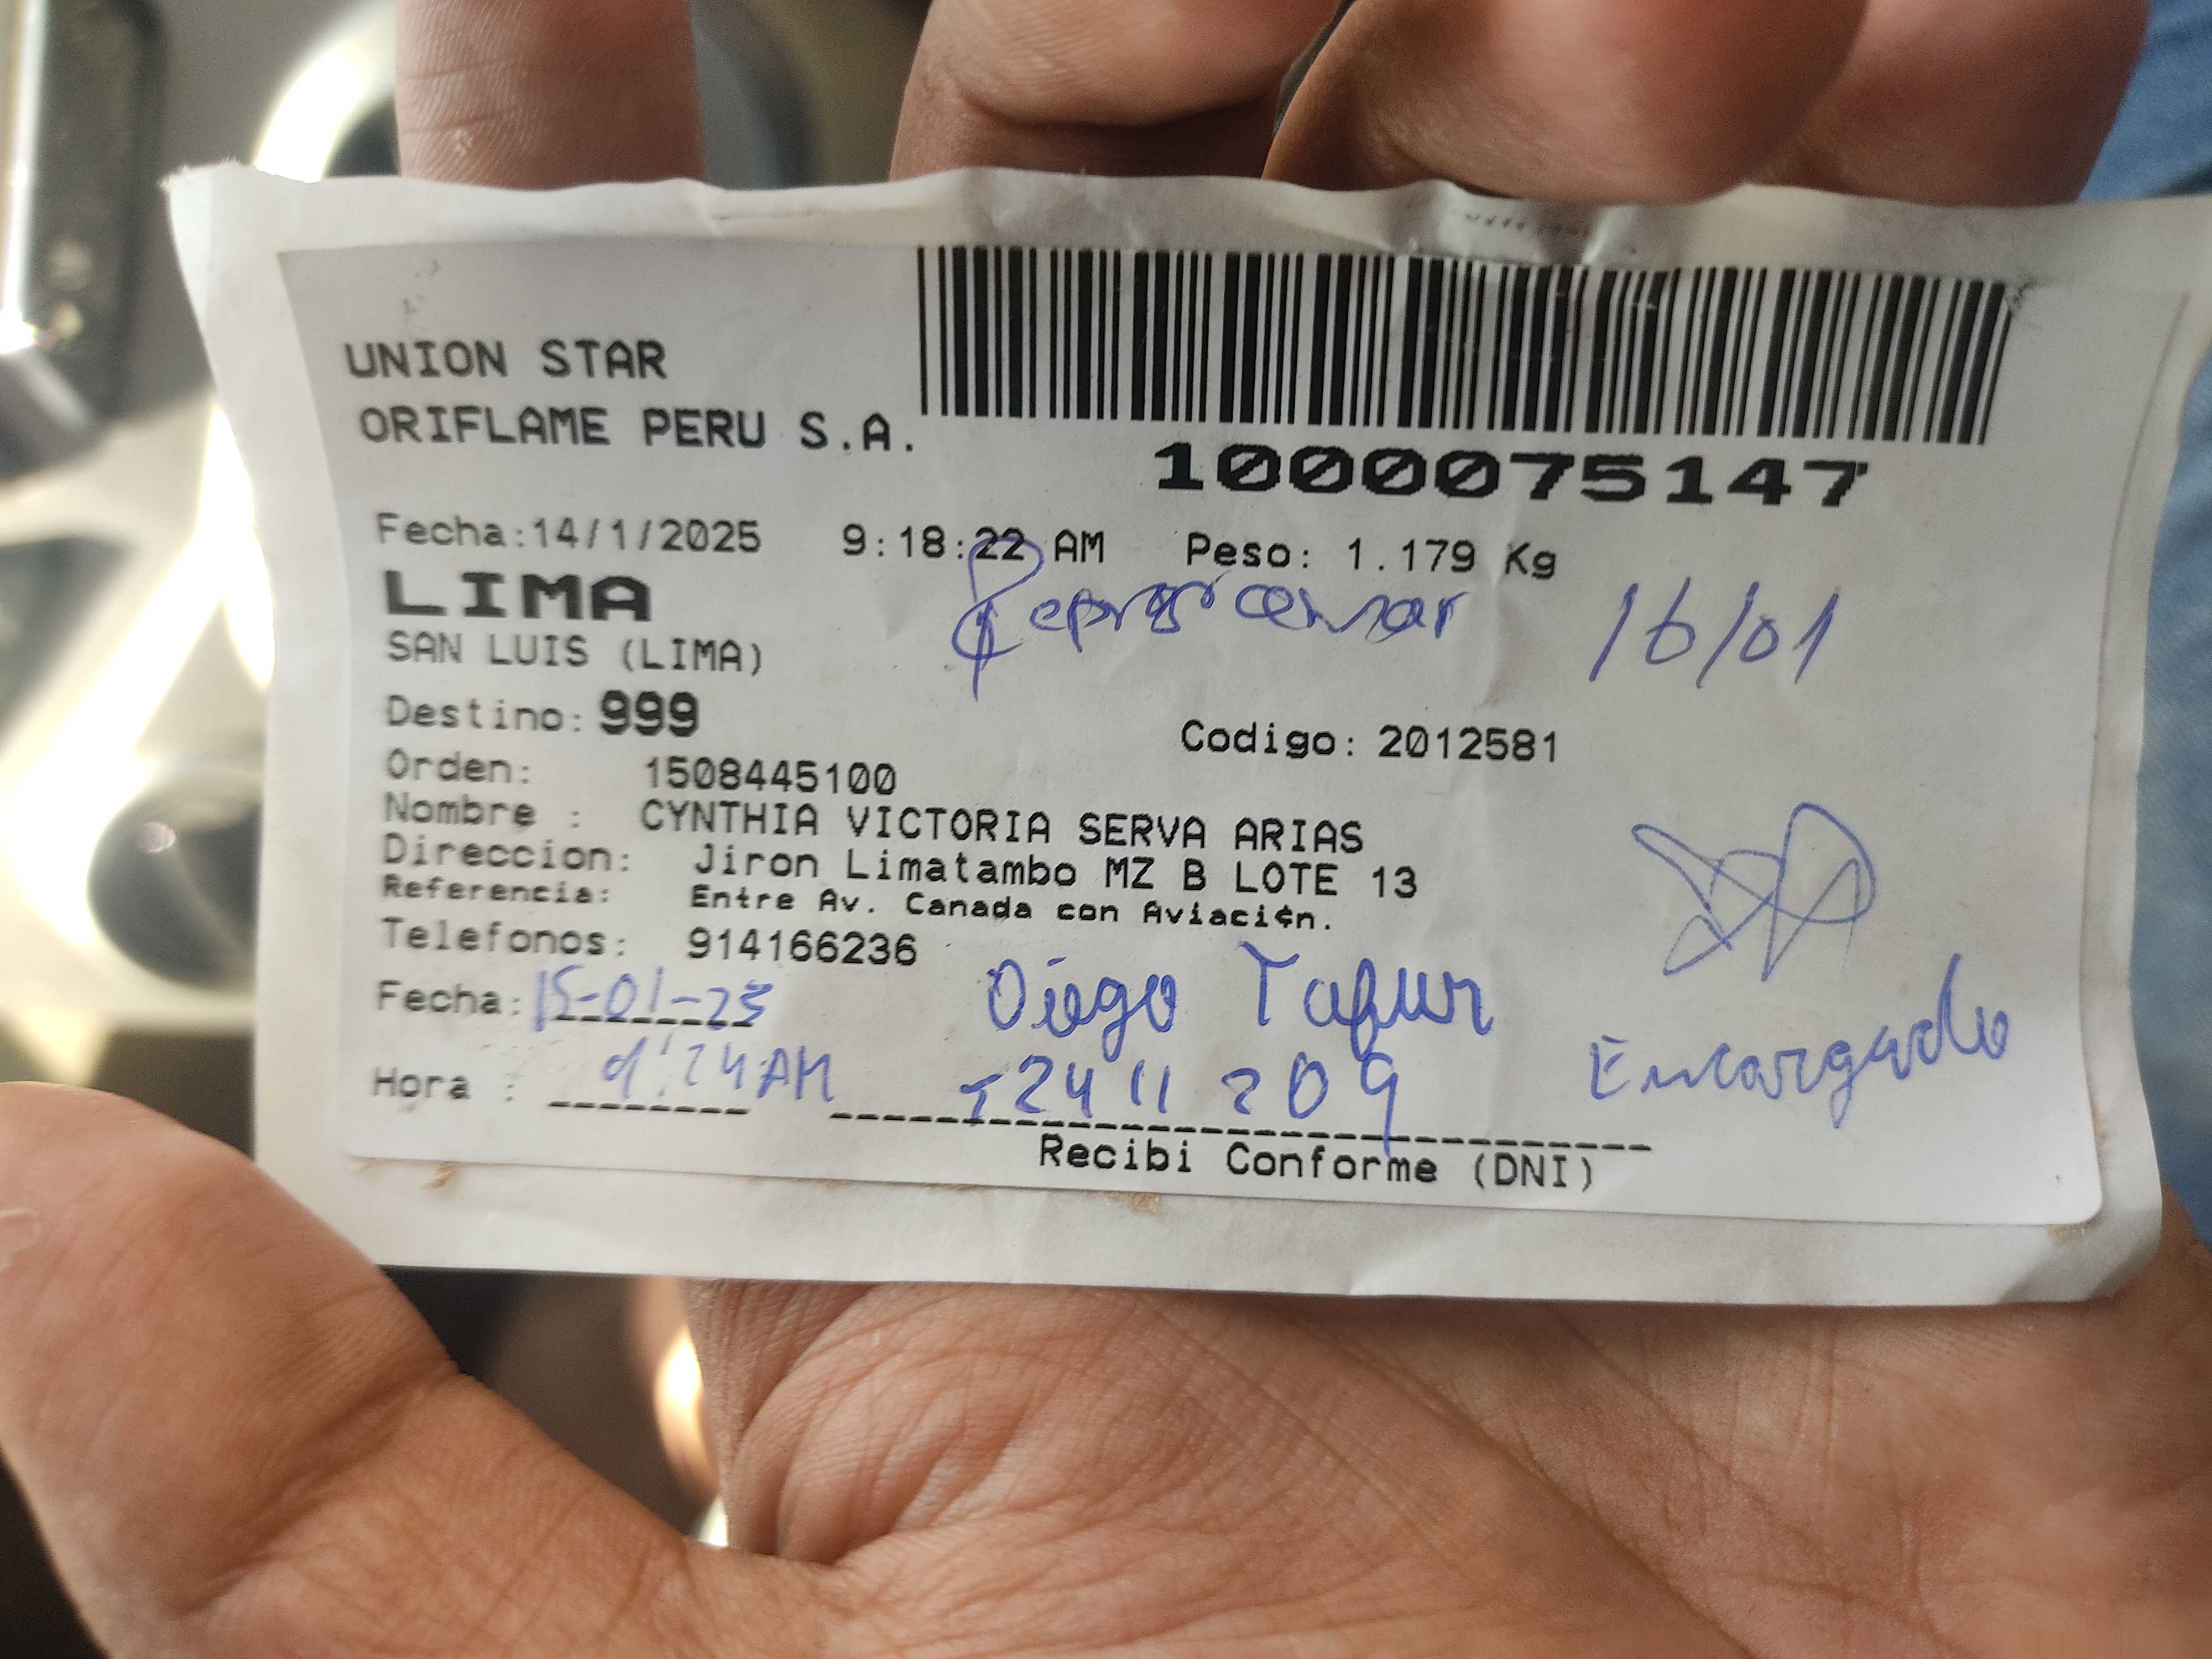 UNION STAR
ORIFLAME PERU S.A.
1000075147
Fecha:14/1/2025 9:18:22 AM Peso: 1.179 Kg
LIMA
16/01
SAN LUIS (LIMA)
Destino: 999
Codigo: 2012581
Orden: 1508445100
Nombre : CYNTHIA VICTORIA SERVA ARIAS
Direccion: Jiron Limatambo MZ B LOTE 13
Referencia: Entre Av. Canada con Aviaci¢n.
Telefonos: 914166236
Fecha: 15-01-25 Diego Tafur
Encargado
Hora : 9:24 AM
Recibi Conforme (DNI)